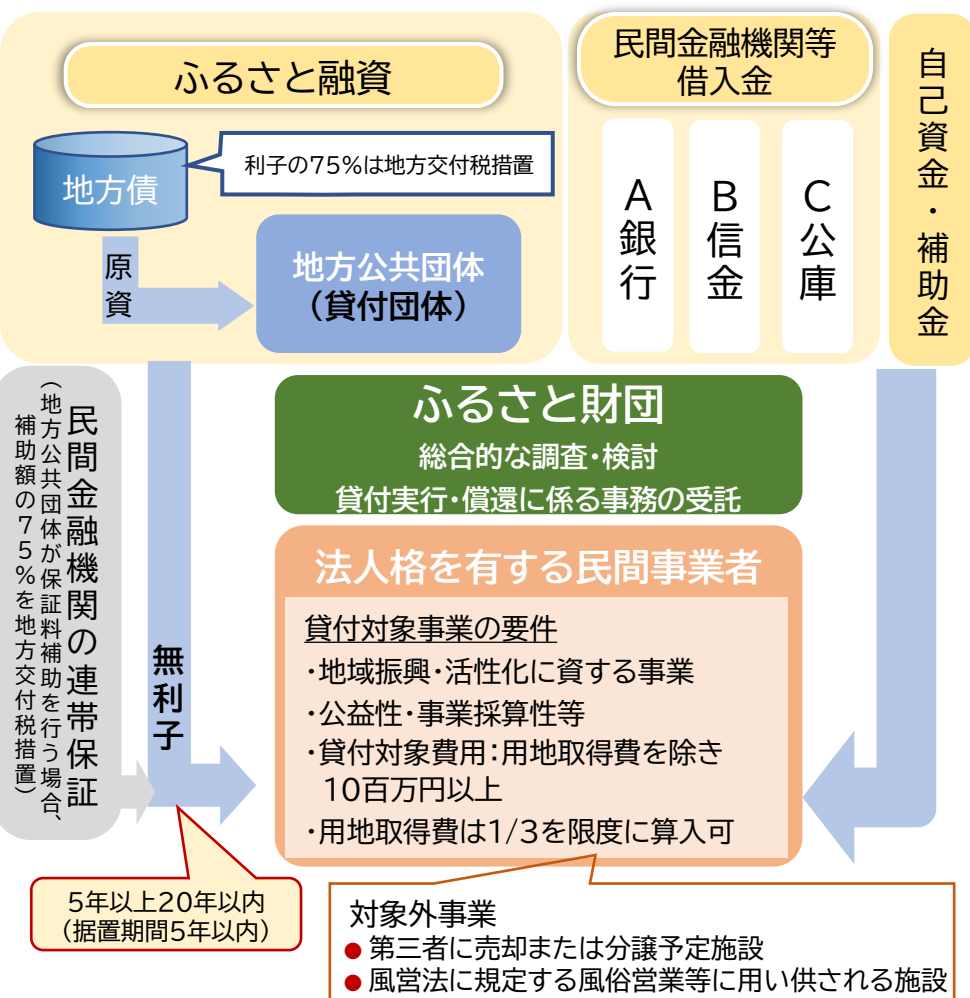 ふるさと融資
地方債
利子の75%は地方交付税措置
原資
地方公共団体
(貸付団体)
民間金融機関等
借入金
A銀行
B信金
C公庫
自己資金・補助金
民間金融機関の連帯保証
(地方公共団体が保証料補助を行う場合、
補助額の75%を地方交付税措置)
無利子
5年以上20年以内
(据置期間5年以内)
ふるさと財団
総合的な調査・検討
貸付実行・償還に係る事務の受託
法人格を有する民間事業者
貸付対象事業の要件
・地域振興・活性化に資する事業
・公益性・事業採算性等
・貸付対象費用:用地取得費を除き
10百万円以上
・用地取得費は1/3を限度に算入可
対象外事業
● 第三者に売却または分譲予定施設
● 風営法に規定する風俗営業等に用い供される施設